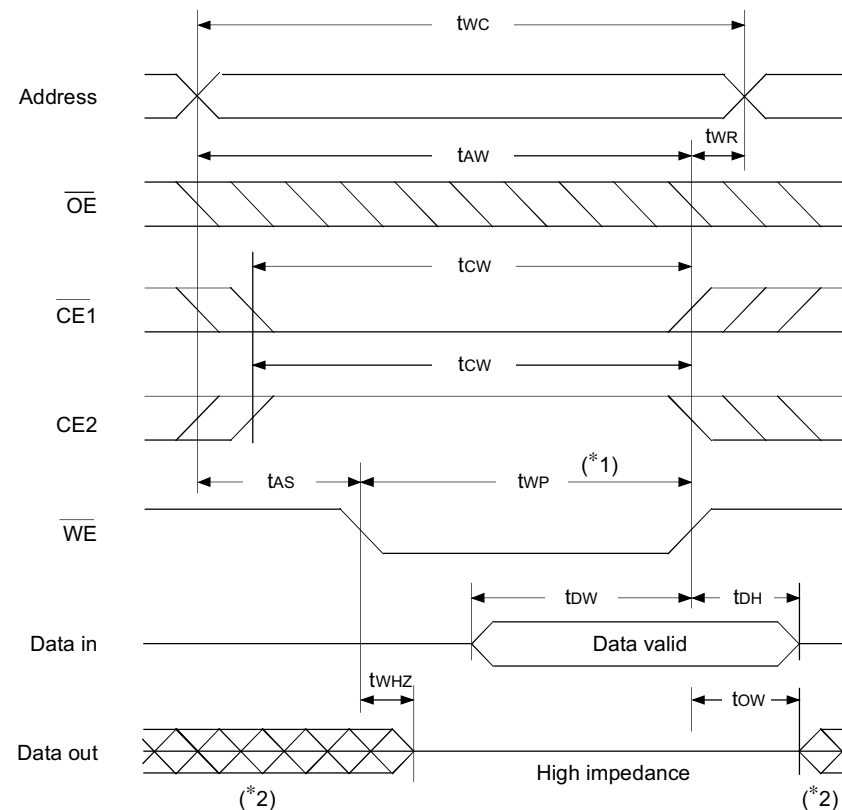 tWC
Address
tAW
tWR
OE
tCW
CE1
tCW
CE2
tAS
tWP
(*1)
WE
tDW
tDH
Data in
Data valid
tWHZ
tOW
Data out
High impedance
(*2)
(*2)